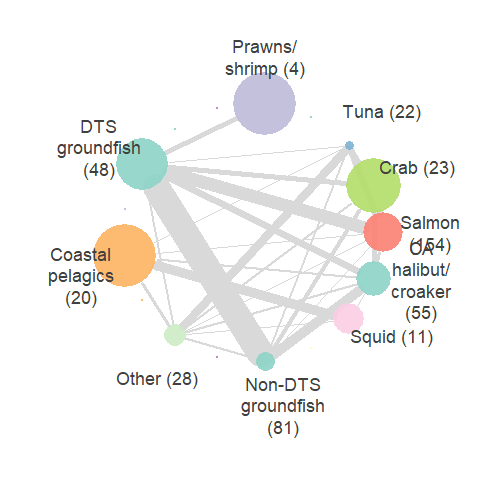 Prawns/
shrimp (4)
Tuna (22)
DTS
groundfish
(48)
Crab (23)
Salmon
(154)
CA
halibut/
croaker
(55)
Coastal
pelagics
(20)
Squid (11)
Other (28)
Non-DTS
groundfish
(81)